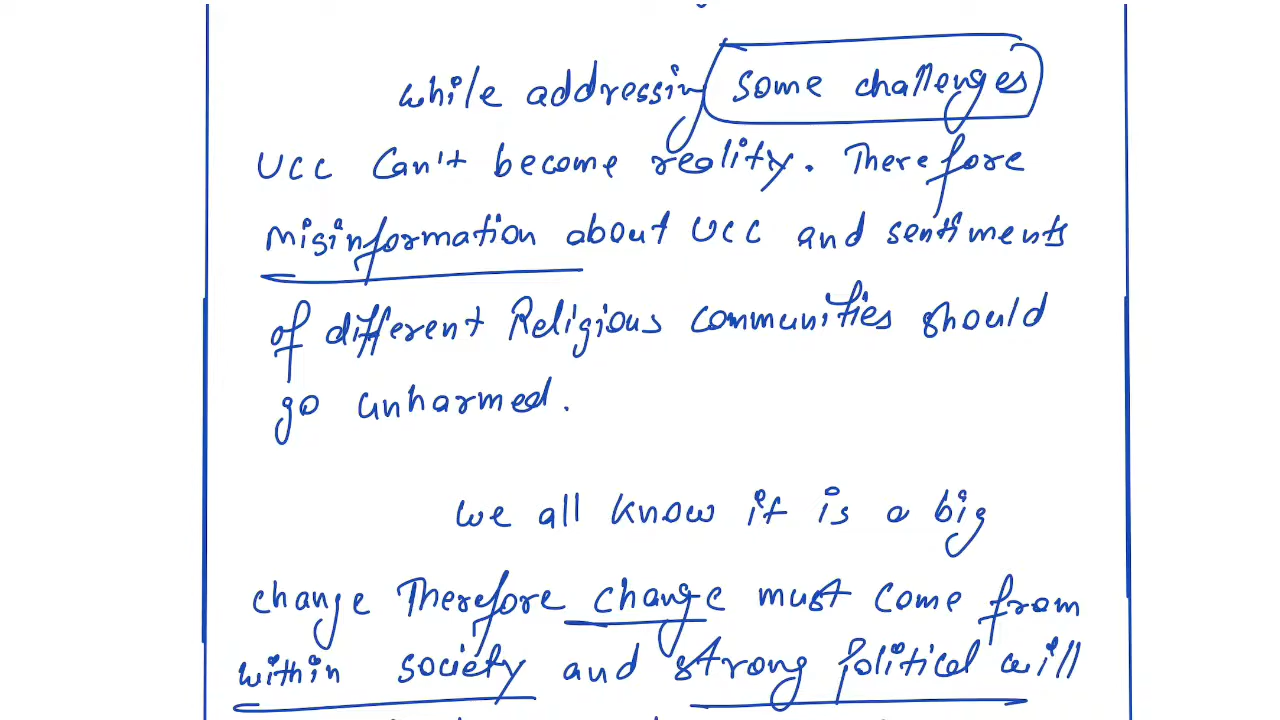 while addressing some challenges
UCC can't become reality. Therefore
misinformation about UCC and sentiments
of different Religious communities should
go unharmed.
we all know it is a big
change Therefore change must come from
within society and strong political will